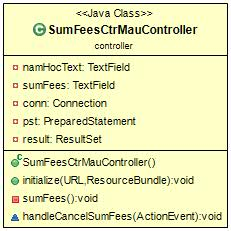 <<Java Class>>
SumFeesCtrMauController
controller
namHocText: TextField
sumFees: TextField
conn: Connection
pst: PreparedStatement
result: ResultSet
SumFeesCtrMauController()
initialize(URL,ResourceBundle):void
sumFees():void
handleCancelSumFees(ActionEvent):void